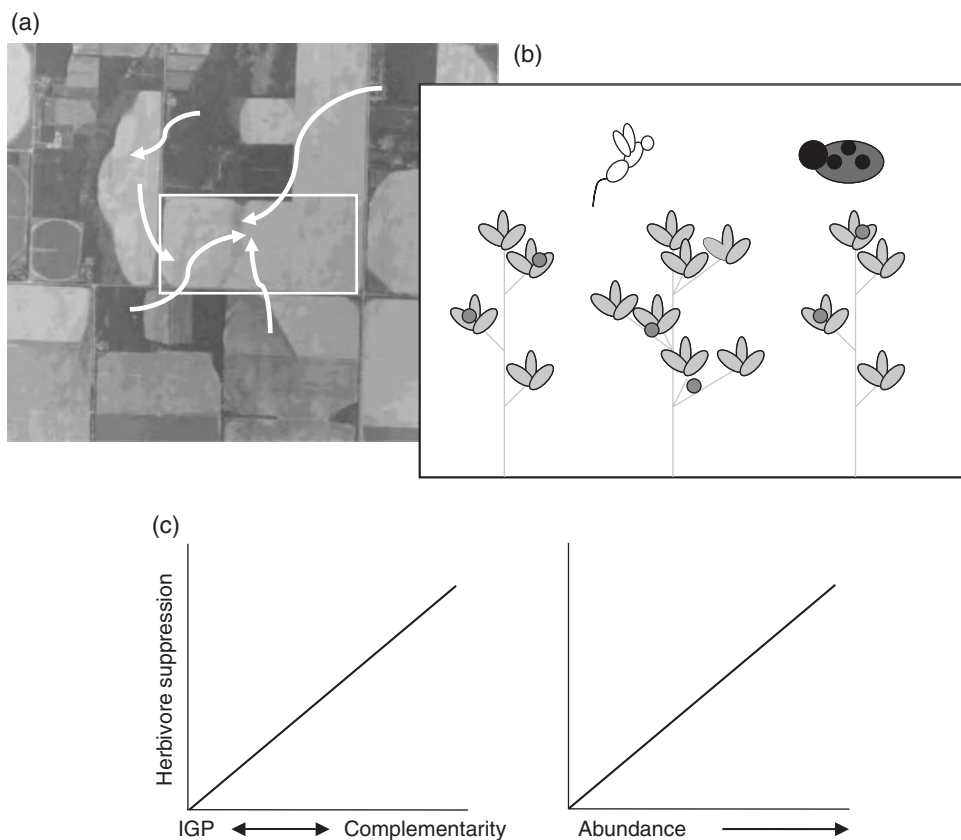 (a)
(b)
(c)
Herbivore suppression
IGP Complementarity
Abundance